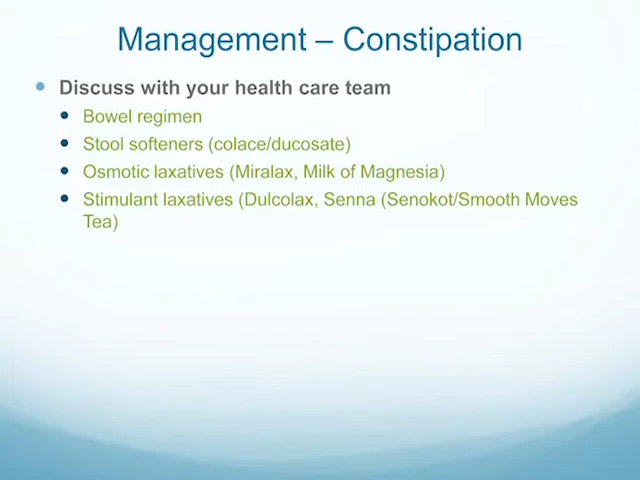 Management – Constipation
Discuss with your health care team
Bowel regimen
Stool softeners (colace/ducosate)
Osmotic laxatives (Miralax, Milk of Magnesia)
Stimulant laxatives (Dulcolax, Senna (Senokot/Smooth Moves
Tea)